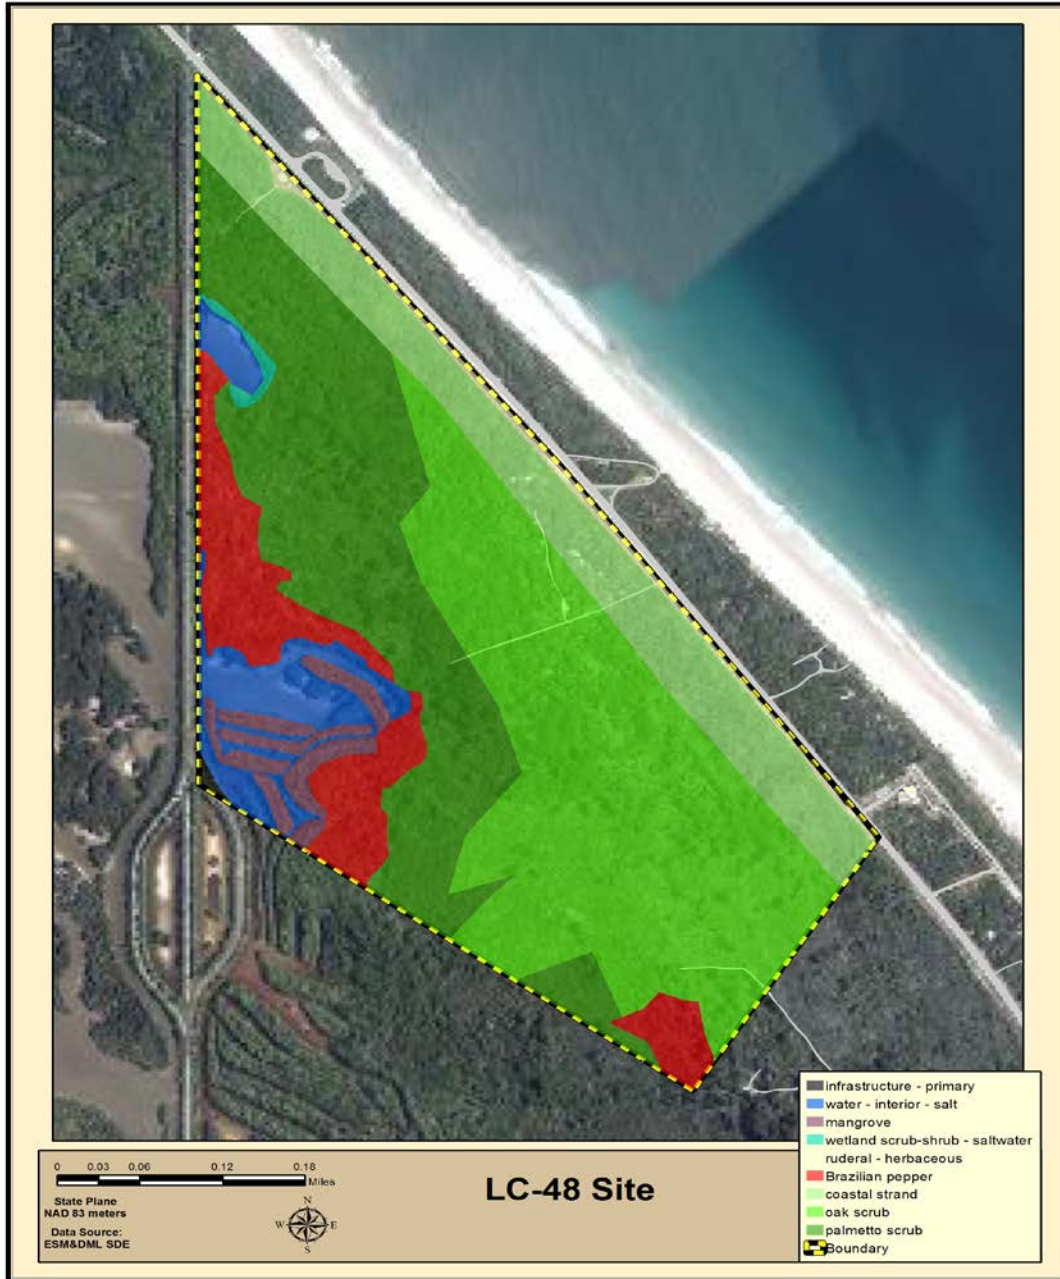 infrastructure - primary
water - interior - salt
mangrove
wetland scrub-shrub - saltwater
ruderal - herbaceous
Brazilian pepper
coastal strand
oak scrub
palmetto scrub
Boundary
0 0.03 0.06 0.12 0.18
Miles
State Plane
NAD 83 meters
Data Source:
ESM&DML SDE
N
W E
S
LC-48 Site